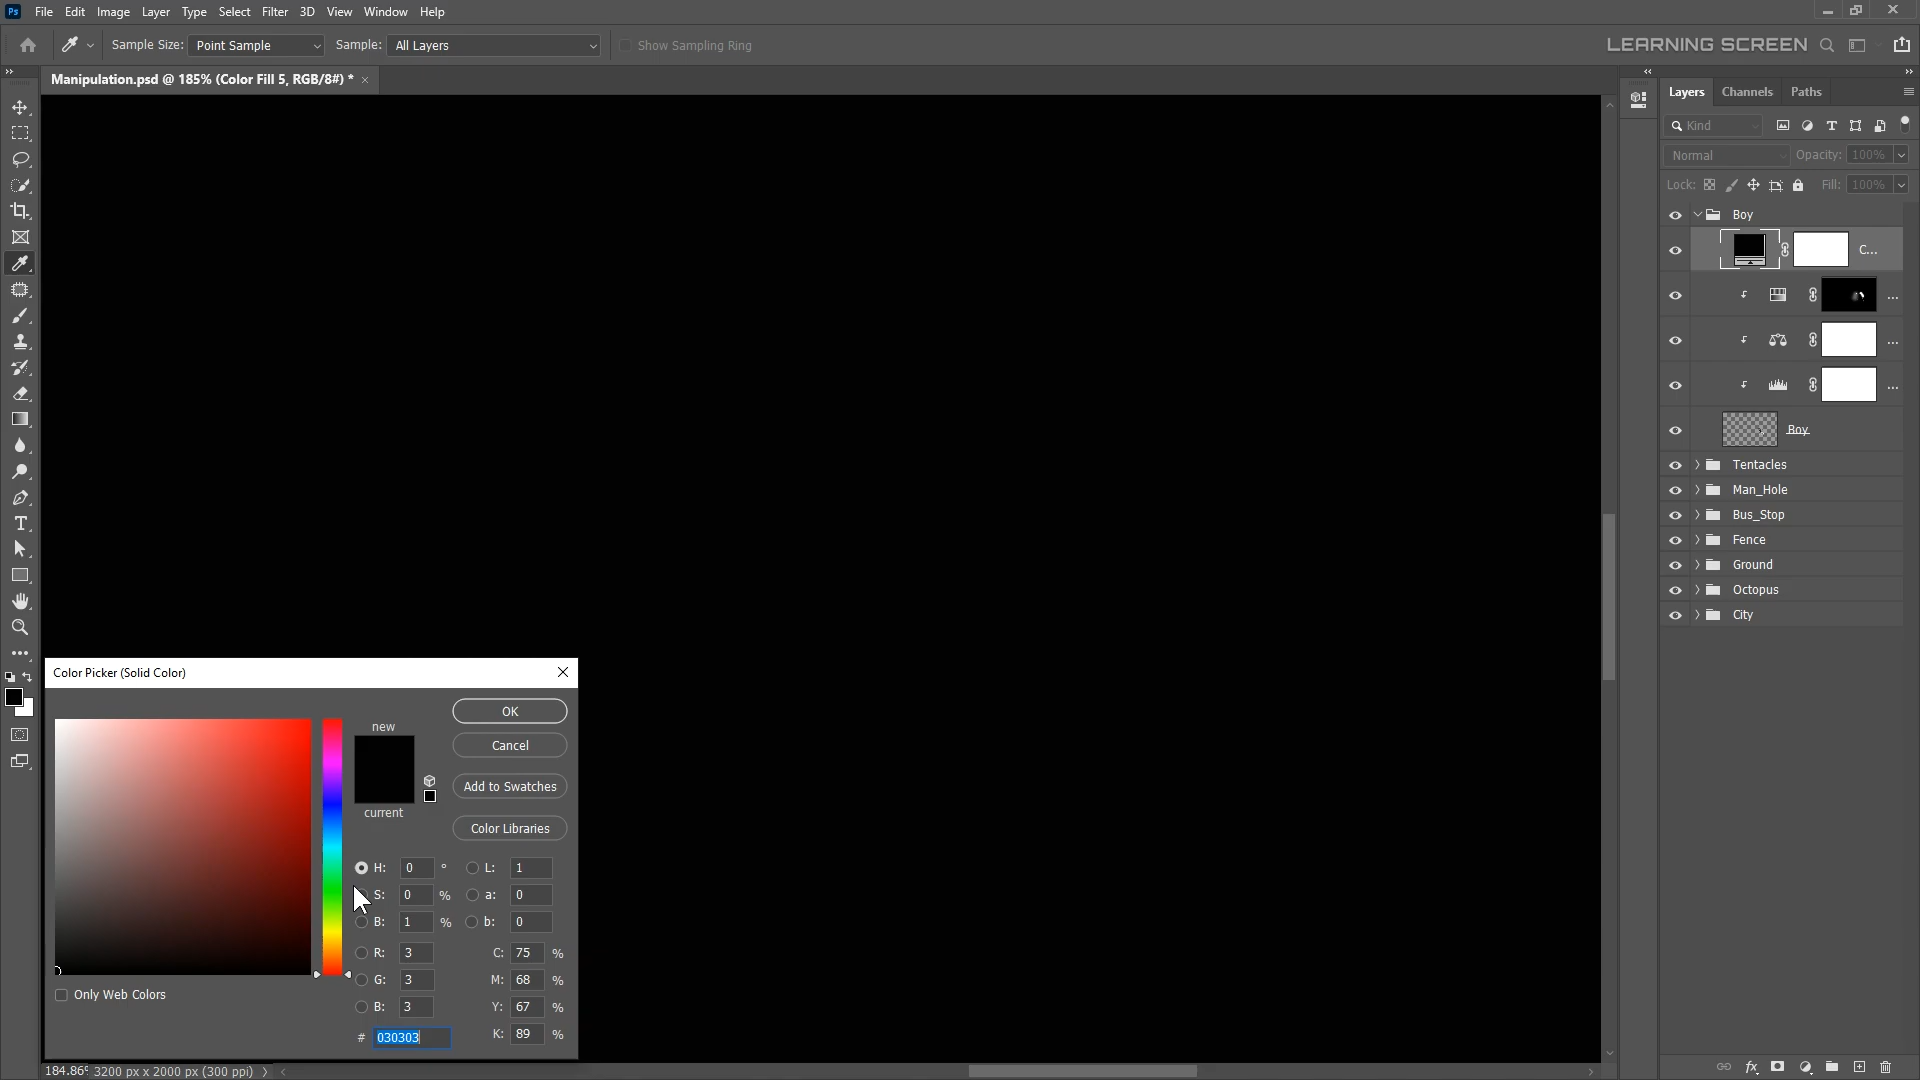 Ps File Edit Image Layer Type Select Filter 3D View Window Help
Sample Size: Point Sample Sample: All Layers Show Sampling Ring LEARNING SCREEN
Manipulation.psd @ 185% (Color Fill 5, RGB/8#) * ×
Layers Channels Paths
Kind
Normal Opacity: 100%
Lock: Fill: 100%
Boy
C...
...
...
...
Boy
Tentacles
Man_Hole
Bus_Stop
Fence
Ground
Octopus
City
Color Picker (Solid Color)
new
current
OK
Cancel
Add to Swatches
Color Libraries
H: 0 ° L: 1
S: 0 % a: 0
B: 1 % b: 0
R: 3 C: 75 %
G: 3 M: 68 %
B: 3 Y: 67 %
# 030303 K: 89 %
Only Web Colors
184.86% 3200 px x 2000 px (300 ppi)